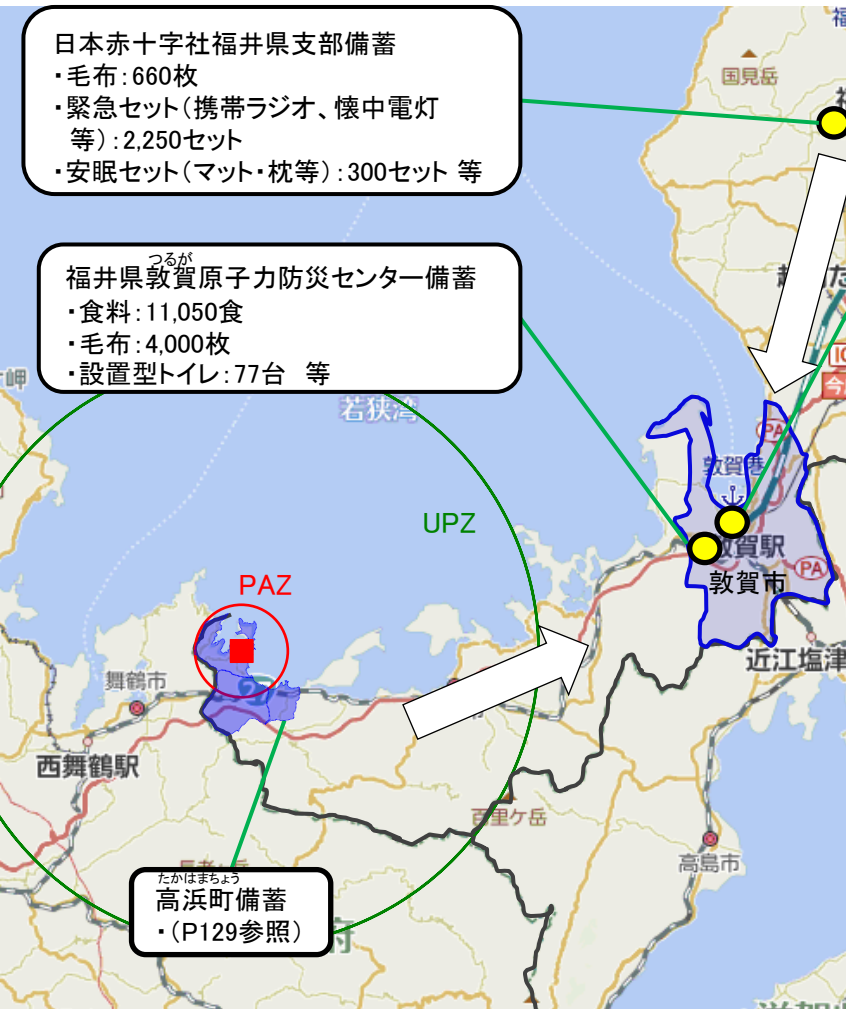 日本赤十字社福井県支部備蓄
・毛布：660枚
・緊急セット（携帯ラジオ、懐中電灯
等）：2,250セット
・安眠セット（マット・枕等）：300セット 等
国見岳
つるが
福井県敦賀原子力防災センター備蓄
・食料：11,050食
・毛布：4,000枚
・設置型トイレ：77台　等
岬
若狭湾
PA
敦賀港
UPZ
敦賀駅
PA
敦賀市
PAZ
近江塩津
舞鶴市
西舞鶴駅
百里ケ岳
高島市
たかはまちょう
高浜町備蓄
・（P129参照）
府